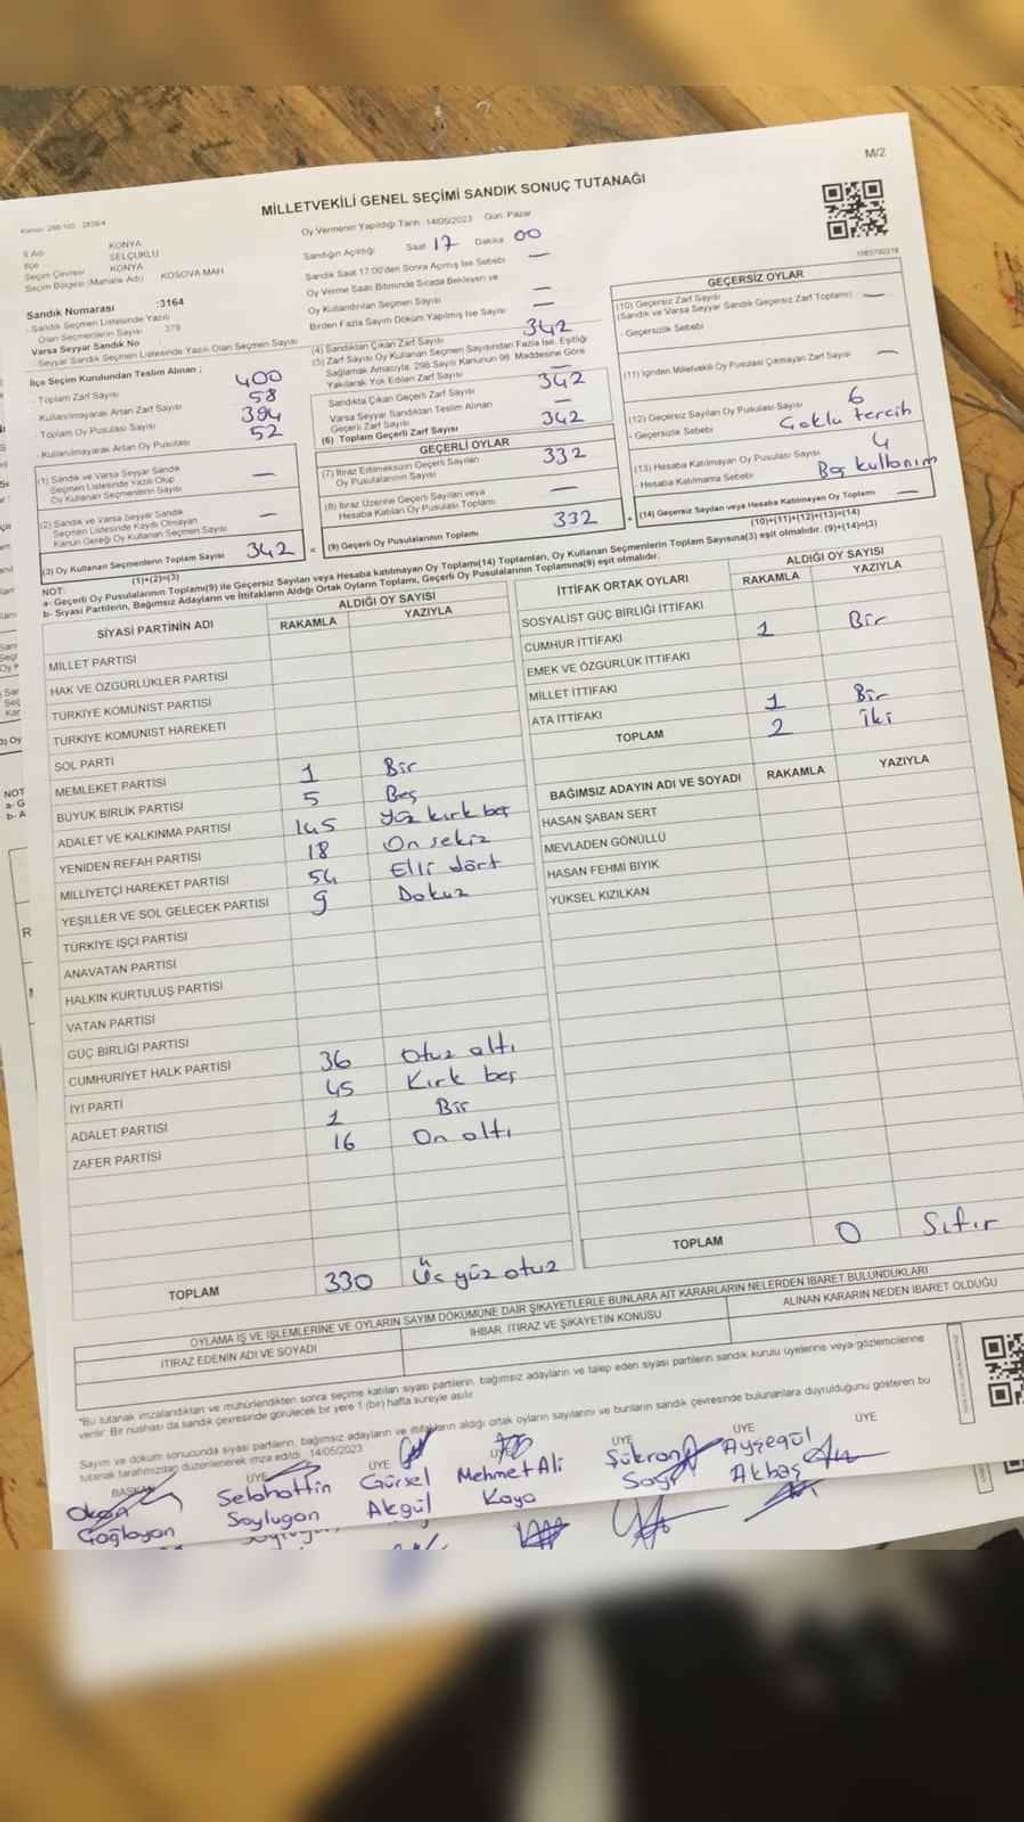 M/2
MİLLETVEKİLİ GENEL SEÇİMİ SANDIK SONUÇ TUTANAĞI
Oy Vermenin Yapıldığı Tarih : 14/05/2023 Gün: Pazar
KONYA
SELÇUKLU
KONYA
Seçim Bölgesi (Mahalle Adı) KOSOVA MAH
Sandık Numarası :3164
Sandık Seçmen Listesinde Yazılı
Olan Seçmenlerin Sayısı 379
Varsa Seyyar Sandık No
Seyyar Sandık Seçmen Listesinde Yazılı Olan Seçmen Sayısı
İlçe Seçim Kurulundan Teslim Alınan ;
Toplam Zarf Sayısı 400
Kullanılmayarak Artan Zarf Sayısı 58
Toplam Oy Pusulası Sayısı 394
Kullanılmayarak Artan Oy Pusulası 52
(1) Sandık ve Varsa Seyyar Sandık
Seçmen Listesinde Yazılı Olup
Oy Kullanan Seçmenlerin Sayısı —
(2) Sandık ve Varsa Seyyar Sandık
Seçmen Listesinde Kaydı Olmayan
Kanun Gereği Oy Kullanan Seçmen Sayısı —
(3) Oy Kullanan Seçmenlerin Toplam Sayısı 342
(1)+(2)=(3)
Sandığın Açıldığı Saat 17 Dakika 00
Sandık Saat 17:00'den Sonra Açılmış İse Sebebi —
Oy Verme Saati Bitiminde Sırada Bekleyen ve
Oy Kullandırılan Seçmen Sayısı —
Birden Fazla Sayım Döküm Yapılmış İse Sayısı —
(4) Sandıktan Çıkan Zarf Sayısı 342
(5) Zarf Sayısı Oy Kullanan Seçmen Sayısından Fazla İse, Eşitliği
Sağlamak Amacıyla, 298 Sayılı Kanunun 98. Maddesine Göre
Yakılarak Yok Edilen Zarf Sayısı —
Sandıkta Çıkan Geçerli Zarf Sayısı 342
Varsa Seyyar Sandıktan Teslim Alınan
Geçerli Zarf Sayısı —
(6) Toplam Geçerli Zarf Sayısı 342
GEÇERLİ OYLAR
(7) İtiraz Edilmeksizin Geçerli Sayılan
Oy Pusulalarının Sayısı 332
(8) İtiraz Üzerine Geçerli Sayılan veya
Hesaba Katılan Oy Pusulası Toplamı —
= (9) Geçerli Oy Pusulalarının Toplamı 332
GEÇERSİZ OYLAR
(10) Geçersiz Zarf Sayısı
(Sandık ve Varsa Seyyar Sandık Geçersiz Zarf Toplamı) —
- Geçersizlik Sebebi
(11) İçinden Milletvekili Oy Pusulası Çıkmayan Zarf Sayısı —
(12) Geçersiz Sayılan Oy Pusulası Sayısı 6
- Geçersizlik Sebebi Çoklu tercih
(13) Hesaba Katılmayan Oy Pusulası Sayısı 4
- Hesaba Katılmama Sebebi Boş kullanım
+ (14) Geçersiz Sayılan veya Hesaba Katılmayan Oy Toplamı —
(10)+(11)+(12)+(13)=(14)
NOT:
a- Geçerli Oy Pusulalarının Toplamı(9) ile Geçersiz Sayılan veya Hesaba katılmayan Oy Toplamı(14) Toplamları, Oy Kullanan Seçmenlerin Toplam Sayısına(3) eşit olmalıdır. (9)+(14)=(3)
b- Siyasi Partilerin, Bağımsız Adayların ve İttifakların Aldığı Ortak Oyların Toplamı, Geçerli Oy Pusulalarının Toplamına(9) eşit olmalıdır.
SİYASİ PARTİNİN ADI ALDIĞI OY SAYISI
RAKAMLA YAZIYLA
MİLLET PARTİSİ
HAK VE ÖZGÜRLÜKLER PARTİSİ
TÜRKİYE KOMÜNİST PARTİSİ
TÜRKİYE KOMÜNİST HAREKETİ
SOL PARTİ
MEMLEKET PARTİSİ 1 Bir
BÜYÜK BİRLİK PARTİSİ 5 Beş
ADALET VE KALKINMA PARTİSİ 145 Yüz kırk beş
YENİDEN REFAH PARTİSİ 18 On sekiz
MİLLİYETÇİ HAREKET PARTİSİ 54 Elli dört
YEŞİLLER VE SOL GELECEK PARTİSİ 9 Dokuz
TÜRKİYE İŞÇİ PARTİSİ
ANAVATAN PARTİSİ
HALKIN KURTULUŞ PARTİSİ
VATAN PARTİSİ
GÜÇ BİRLİĞİ PARTİSİ
CUMHURİYET HALK PARTİSİ 36 Otuz altı
İYİ PARTİ 45 Kırk beş
ADALET PARTİSİ 1 Bir
ZAFER PARTİSİ 16 On altı
TOPLAM 330 Üç yüz otuz
İTTİFAK ORTAK OYLARI ALDIĞI OY SAYISI
RAKAMLA YAZIYLA
SOSYALİST GÜÇ BİRLİĞİ İTTİFAKI
CUMHUR İTTİFAKI 1 Bir
EMEK VE ÖZGÜRLÜK İTTİFAKI
MİLLET İTTİFAKI 1 Bir
ATA İTTİFAKI
TOPLAM 2 İki
BAĞIMSIZ ADAYIN ADI VE SOYADI RAKAMLA YAZIYLA
HASAN ŞABAN SERT
MEVLADEN GÖNÜLLÜ
HASAN FEHMİ BIYIK
YÜKSEL KIZILKAN
TOPLAM 0 Sıfır
OYLAMA İŞ VE İŞLEMLERİNE VE OYLARIN SAYIM DÖKÜMÜNE DAİR ŞİKAYETLERLE BUNLARA AİT KARARLARIN NELERDEN İBARET BULUNDUKLARI
İTİRAZ EDENİN ADI VE SOYADI İHBAR, İTİRAZ VE ŞİKAYETİN KONUSU ALINAN KARARIN NEDEN İBARET OLDUĞU
"Bu tutanak imzalandıktan ve mühürlendikten sonra seçime katılan siyasi partilerin, bağımsız adayların ve talep eden siyasi partilerin sandık kurulu üyelerine veya gözlemcilerine
verilir. Bir nüshası da sandık çevresinde görülecek bir yere 1 (bir) hafta süreyle asılır.
Sayım ve döküm sonucunda siyasi partilerin, bağımsız adayların ve ittifakların aldığı ortak oyların sayılarını ve bunların sandık çevresinde bulunanlara duyrulduğunu gösteren bu
tutanak tarafımızdan düzenlenerek imza edildi. 14/05/2023
BAŞKAN ÜYE ÜYE ÜYE ÜYE ÜYE ÜYE
Okan Selahattin Gürsel Mehmet Ali Şükran Ayşegül
Çağlayan Soylugan Akgül Kaya Akbaş